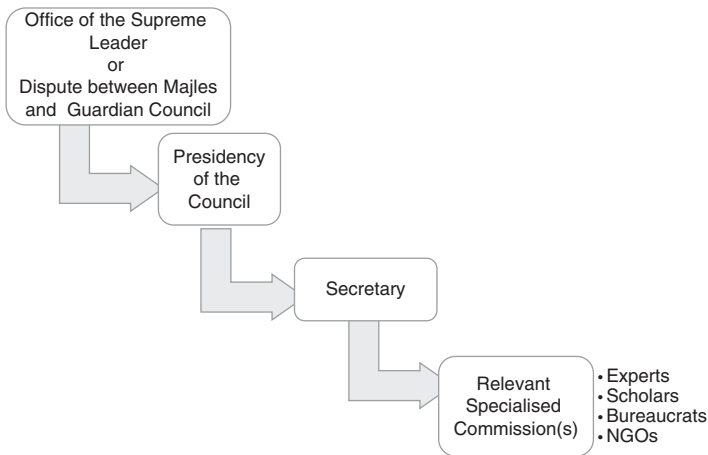 Office of the Supreme
Leader
or
Dispute between Majles
and Guardian Council
Presidency
of the
Council
Secretary
Relevant
Specialised
Commission(s)
• Experts
• Scholars
• Bureaucrats
• NGOs